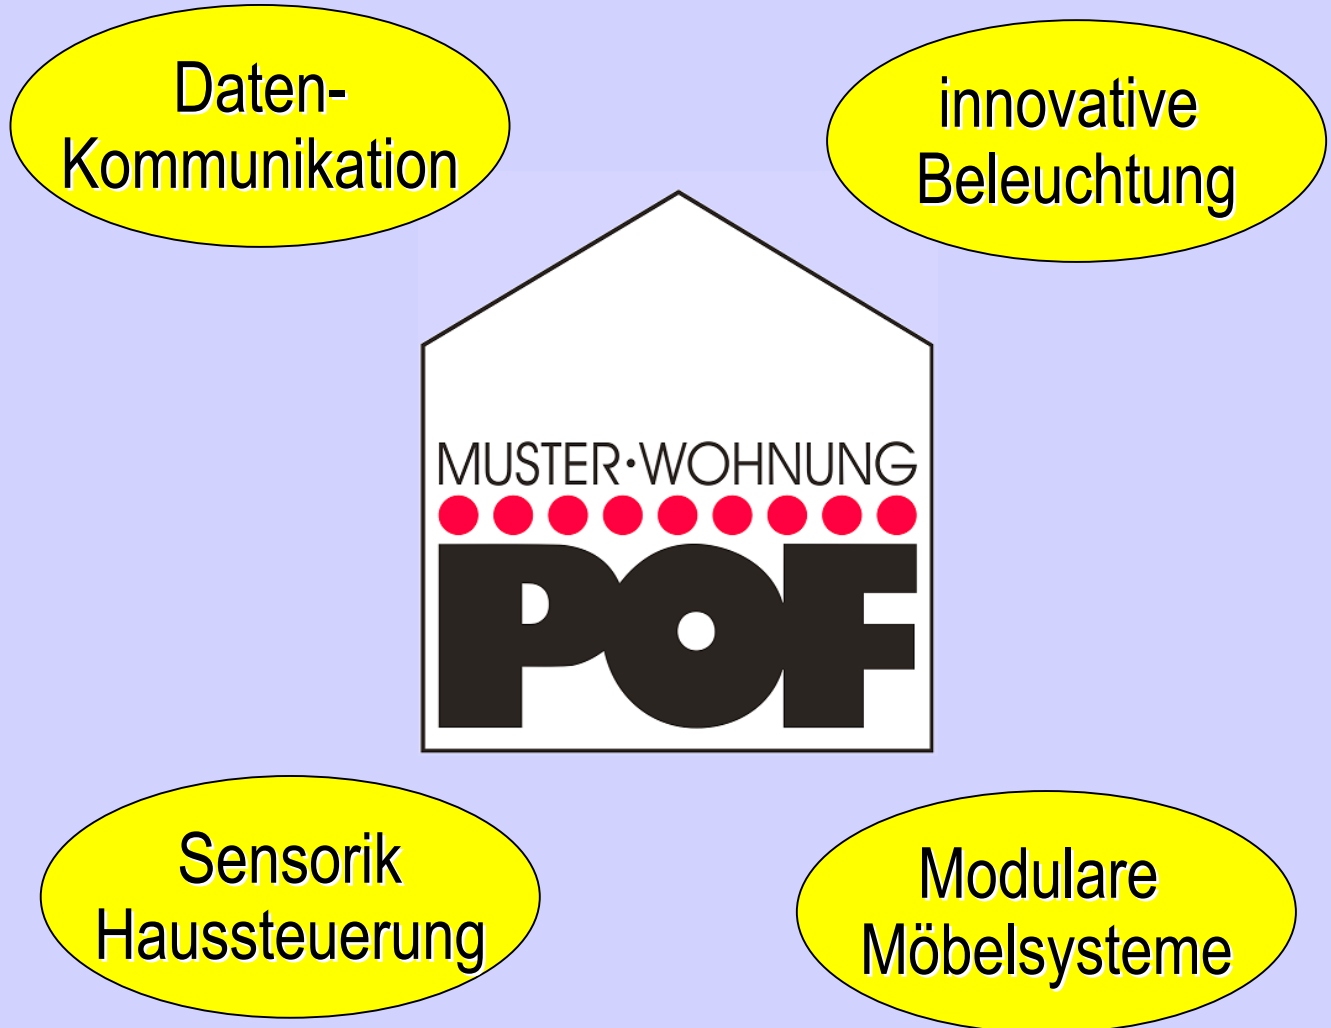 Daten-
Kommunikation
innovative
Beleuchtung
MUSTER·WOHNUNG
POF
Sensorik
Haussteuerung
Modulare
Möbelsysteme